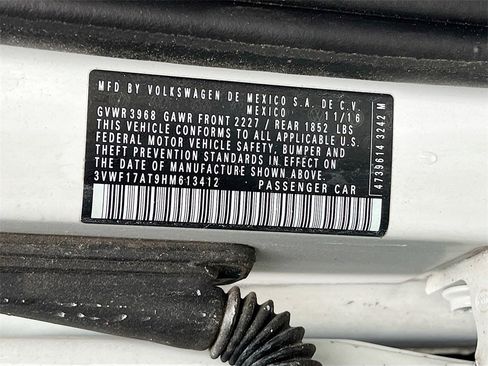 MFD BY VOLKSWAGEN DE MEXICO S.A. DE C.V.
MEXICO 11/16
GVWR 3968 GAWR FRONT 2227 / REAR 1852 LBS
THIS VEHICLE CONFORMS TO ALL APPLICABLE
FEDERAL MOTOR VEHICLE SAFETY, BUMPER AND
THEFT PREVENTION STANDARDS IN EFFECT ON
THE DATE OF MANUFACTURE SHOWN ABOVE
3VWF17AT9HM613412 PASSENGER CAR
4739614 3242 M